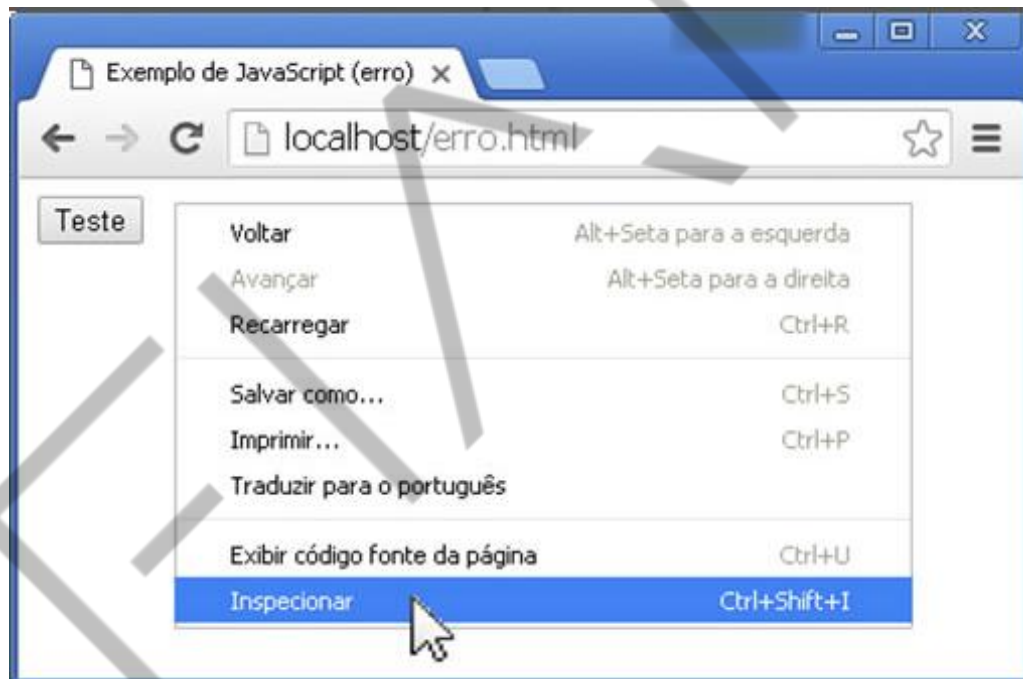 Exemplo de JavaScript (erro)
localhost/erro.html
Teste
Voltar Alt+Seta para a esquerda
Avançar Alt+Seta para a direita
Recarregar Ctrl+R
Salvar como... Ctrl+S
Imprimir... Ctrl+P
Traduzir para o português
Exibir código fonte da página Ctrl+U
Inspecionar Ctrl+Shift+I